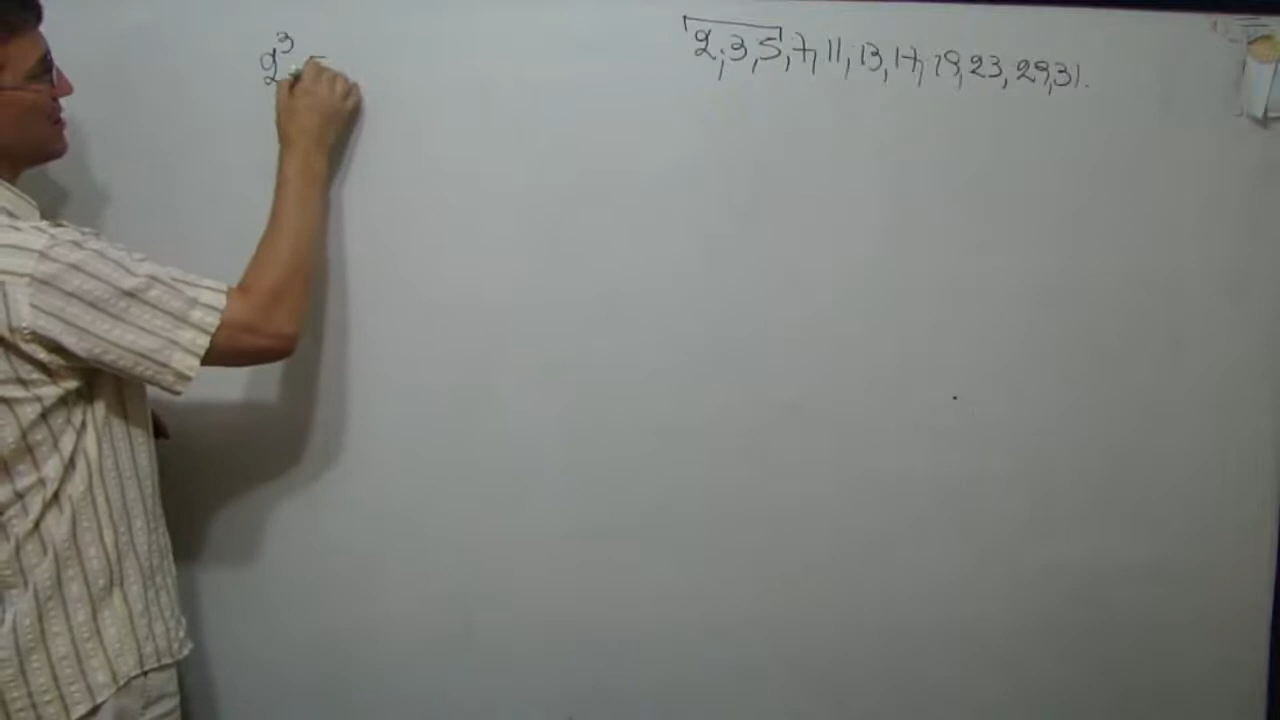 2³
2, 3, 5, 7, 11, 13, 17, 19, 23, 29, 31.